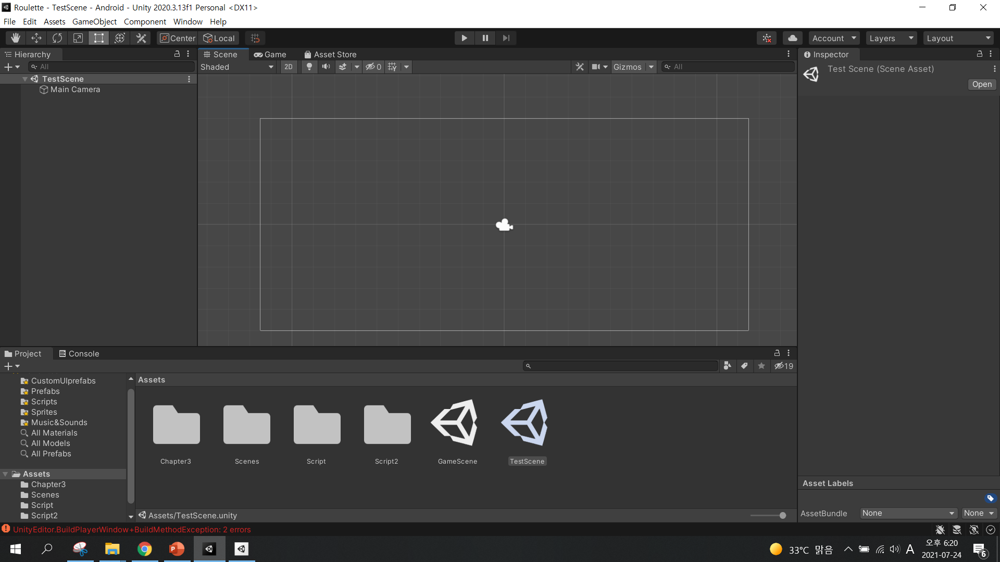 Roulette - TestScene - Android - Unity 2020.3.13f1 Personal <DX11>
File Edit Assets GameObject Component Window Help
Center Local Account Layers Layout
Hierarchy
All
TestScene
Main Camera
Scene Game Asset Store
Shaded 2D 0 Gizmos All
Inspector
Test Scene (Scene Asset)
Open
Project Console
19
CustomUIprefabs
Prefabs
Scripts
Sprites
Music&Sounds
All Materials
All Models
All Prefabs
Assets
Chapter3
Scenes
Script
Script2
Assets
Chapter3 Scenes Script Script2 GameScene TestScene
Assets/TestScene.unity
Asset Labels
AssetBundle None None
UnityEditor.BuildPlayerWindow+BuildMethodException: 2 errors
33°C 맑음 A 오후 6:20
2021-07-24
6